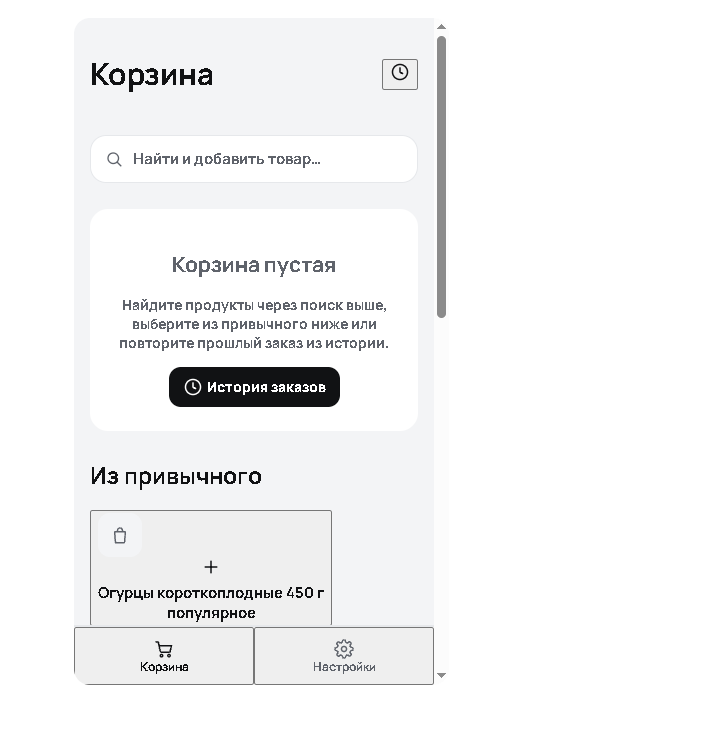 Корзина
Найти и добавить товар...
Корзина пустая
Найдите продукты через поиск выше,
выберите из привычного ниже или
повторите прошлый заказ из истории.
История заказов
Из привычного
Огурцы короткоплодные 450 г
популярное
Корзина
Настройки